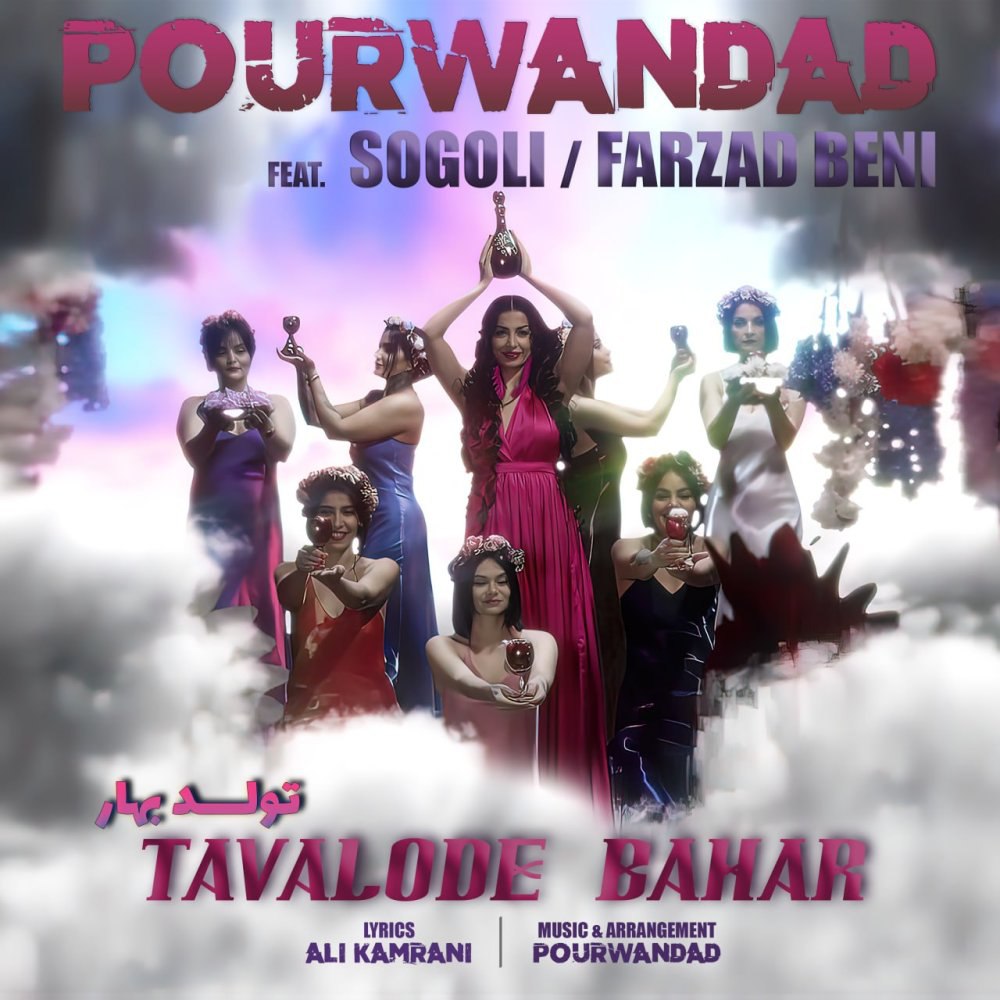 POURWANDAD
FEAT. SOGOLI / FARZAD BENI
تولد بهار
TAVALODE BAHAR
LYRICS
ALI KAMRANI
MUSIC & ARRANGEMENT
POURWANDAD